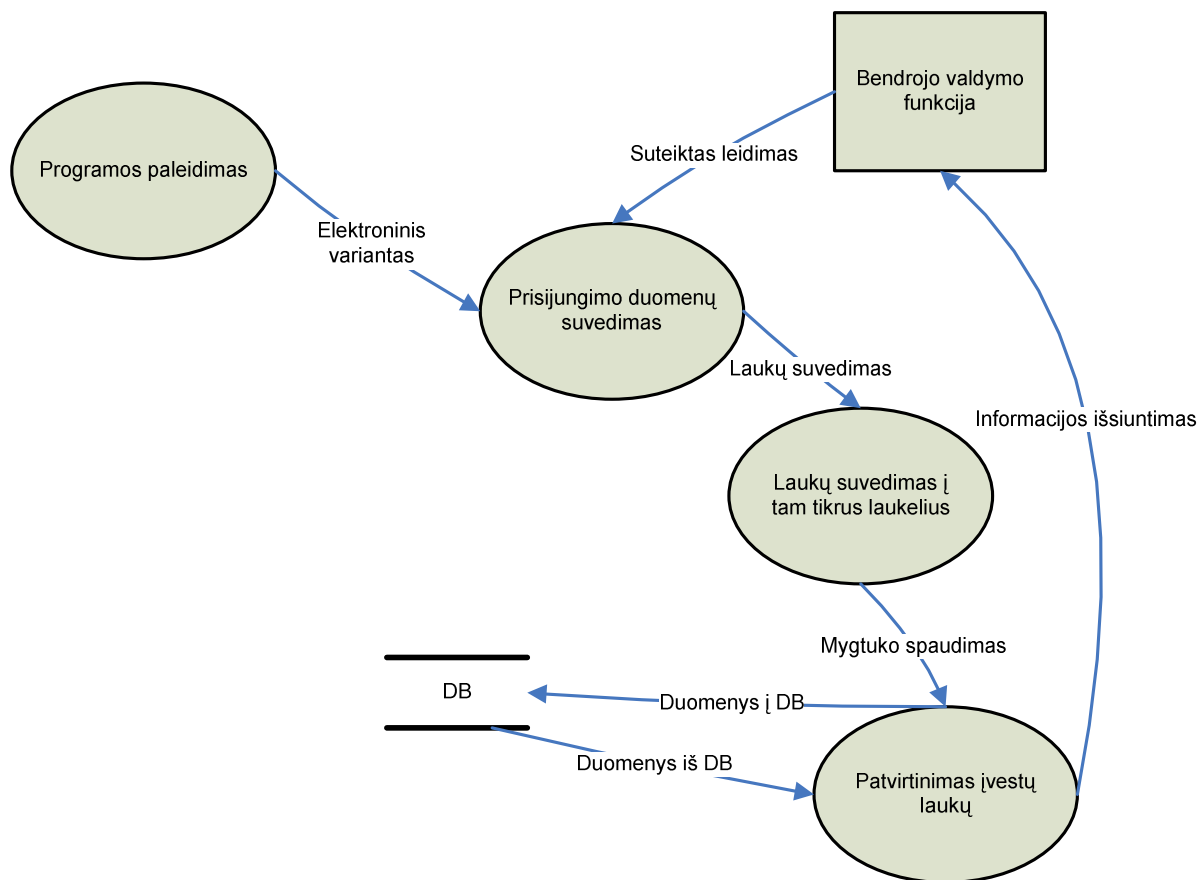 Bendrojo valdymo
funkcija
Programos paleidimas
Suteiktas leidimas
Elektroninis
variantas
Prisijungimo duomenų
suvedimas
Laukų suvedimas
Informacijos išsiuntimas
Laukų suvedimas į
tam tikrus laukelius
Mygtuko spaudimas
DB
Duomenys į DB
Duomenys iš DB
Patvirtinimas įvestų
laukų